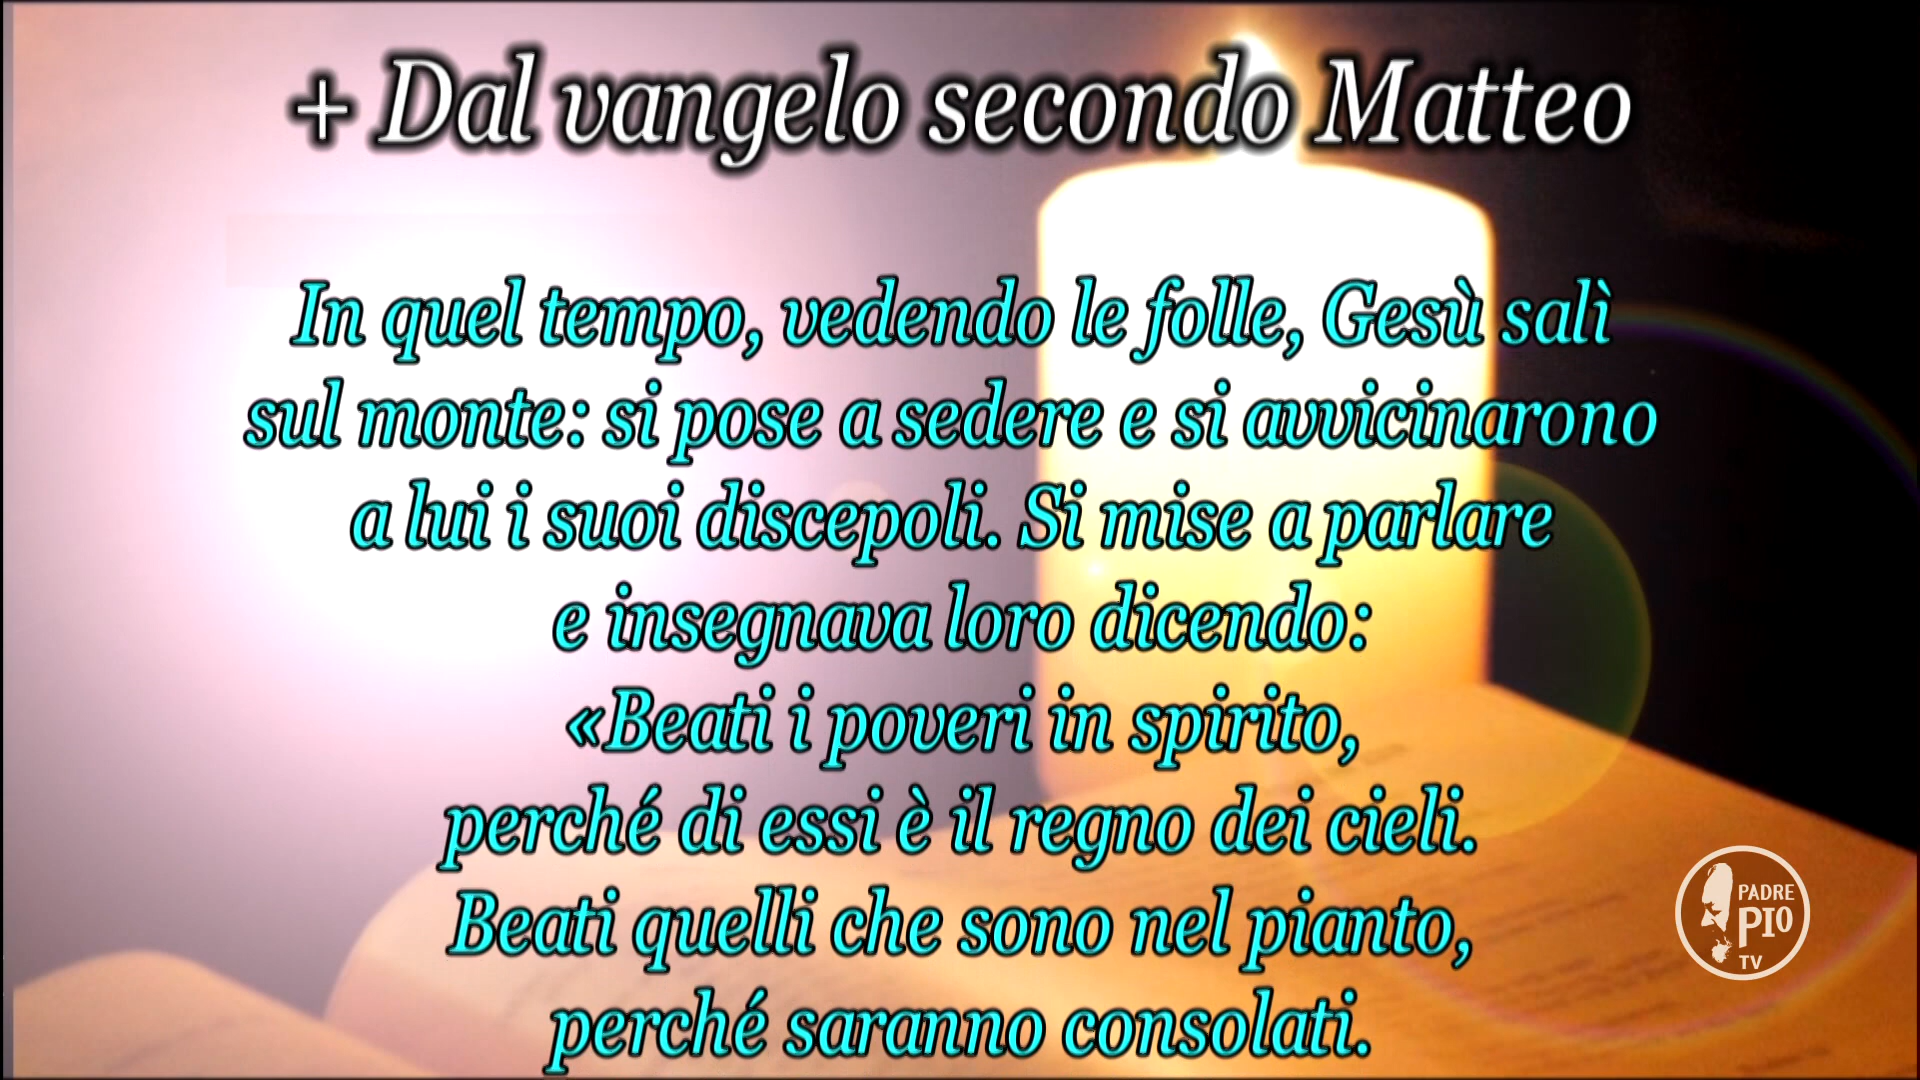 + Dal vangelo secondo Matteo
In quel tempo, vedendo le folle, Gesù salì
sul monte: si pose a sedere e si avvicinarono
a lui i suoi discepoli. Si mise a parlare
e insegnava loro dicendo:
«Beati i poveri in spirito,
perché di essi è il regno dei cieli.
Beati quelli che sono nel pianto,
perché saranno consolati.
PADRE
PIO
TV